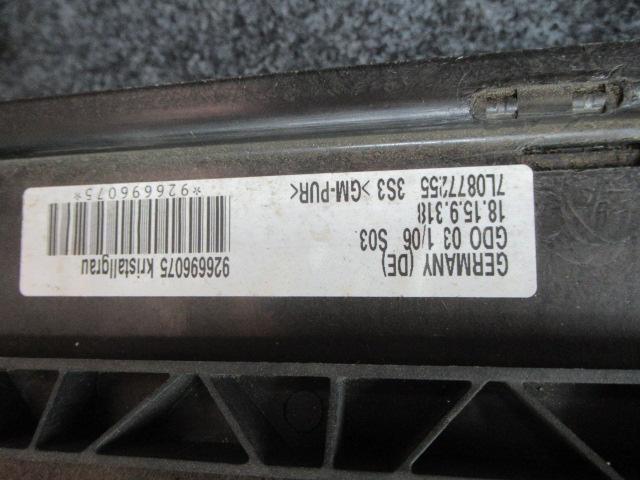 GERMANY (DE)
GDO 03 1/06 S03
18.15.9.318
7L0877255 3S3 >GM-PUR<
926696075 kristallgrau
*926696075*